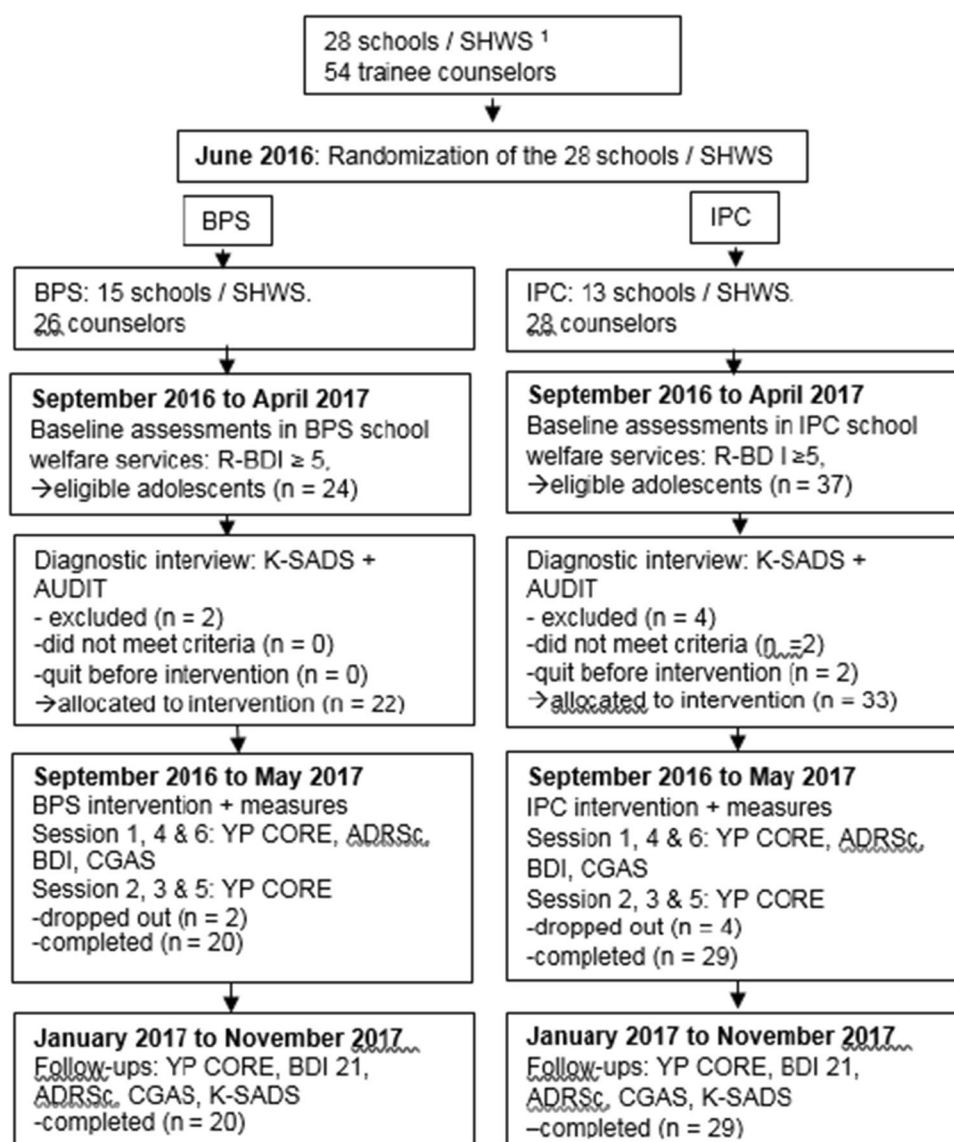 28 schools / SHWS ¹
54 trainee counselors
June 2016: Randomization of the 28 schools / SHWS
BPS
IPC
BPS: 15 schools / SHWS.
26 counselors
IPC: 13 schools / SHWS.
28 counselors
September 2016 to April 2017
Baseline assessments in BPS school
welfare services: R-BDI ≥ 5,
→eligible adolescents (n = 24)
September 2016 to April 2017
Baseline assessments in IPC school
welfare services: R-BD I ≥5,
→eligible adolescents (n = 37)
Diagnostic interview: K-SADS +
AUDIT
- excluded (n = 2)
-did not meet criteria (n = 0)
-quit before intervention (n = 0)
→allocated to intervention (n = 22)
Diagnostic interview: K-SADS +
AUDIT
- excluded (n = 4)
-did not meet criteria (n =2)
-quit before intervention (n = 2)
→allocated to intervention (n = 33)
September 2016 to May 2017
BPS intervention + measures
Session 1, 4 & 6: YP CORE, ADRSc,
BDI, CGAS
Session 2, 3 & 5: YP CORE
-dropped out (n = 2)
-completed (n = 20)
September 2016 to May 2017
IPC intervention + measures
Session 1, 4 & 6: YP CORE, ADRSc,
BDI, CGAS
Session 2, 3 & 5: YP CORE
-dropped out (n = 4)
-completed (n = 29)
January 2017 to November 2017
Follow-ups: YP CORE, BDI 21,
ADRSc, CGAS, K-SADS
-completed (n = 20)
January 2017 to November 2017
Follow-ups: YP CORE, BDI 21,
ADRSc, CGAS, K-SADS
–completed (n = 29)